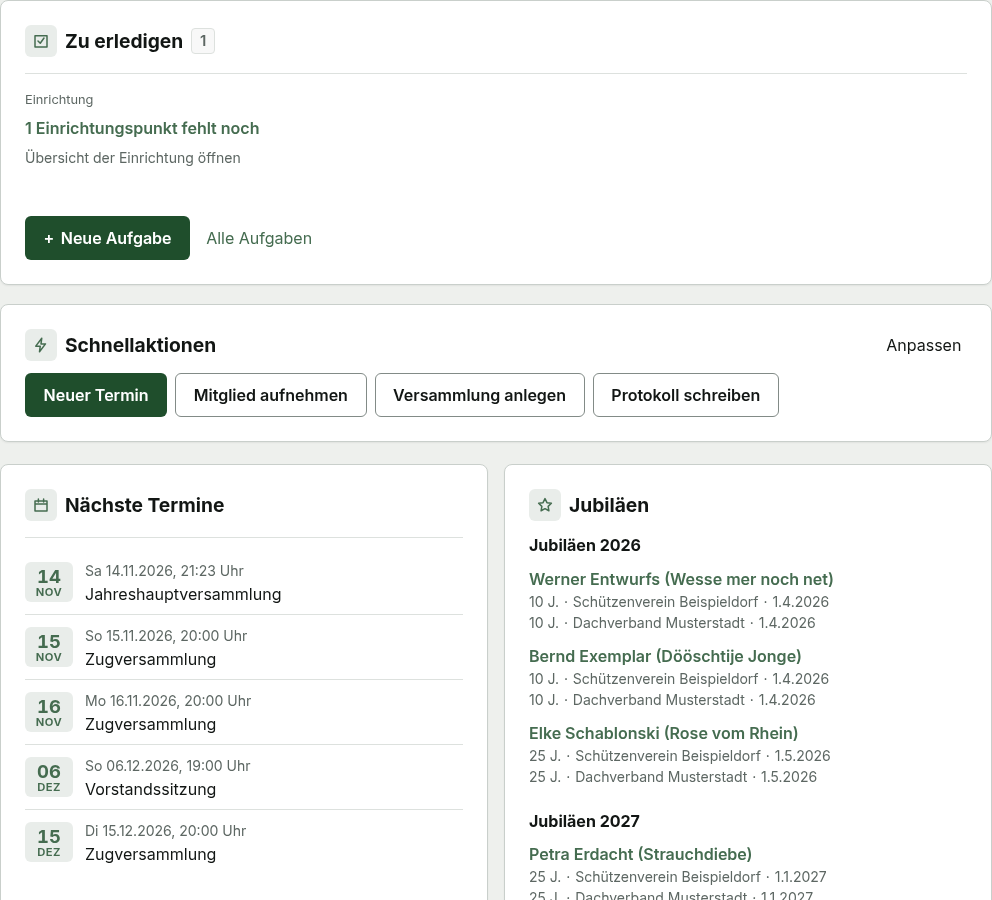 Zu erledigen 1
Einrichtung
1 Einrichtungspunkt fehlt noch
Übersicht der Einrichtung öffnen
+ Neue Aufgabe Alle Aufgaben
Schnellaktionen Anpassen
Neuer Termin Mitglied aufnehmen Versammlung anlegen Protokoll schreiben
Nächste Termine
14 NOV
Sa 14.11.2026, 21:23 Uhr
Jahreshauptversammlung
15 NOV
So 15.11.2026, 20:00 Uhr
Zugversammlung
16 NOV
Mo 16.11.2026, 20:00 Uhr
Zugversammlung
06 DEZ
So 06.12.2026, 19:00 Uhr
Vorstandssitzung
15 DEZ
Di 15.12.2026, 20:00 Uhr
Zugversammlung
Jubiläen
Jubiläen 2026
Werner Entwurfs (Wesse mer noch net)
10 J. · Schützenverein Beispieldorf · 1.4.2026
10 J. · Dachverband Musterstadt · 1.4.2026
Bernd Exemplar (Dööschtije Jonge)
10 J. · Schützenverein Beispieldorf · 1.4.2026
10 J. · Dachverband Musterstadt · 1.4.2026
Elke Schablonski (Rose vom Rhein)
25 J. · Schützenverein Beispieldorf · 1.5.2026
25 J. · Dachverband Musterstadt · 1.5.2026
Jubiläen 2027
Petra Erdacht (Strauchdiebe)
25 J. · Schützenverein Beispieldorf · 1.1.2027
25 J. · Dachverband Musterstadt · 1.1.2027